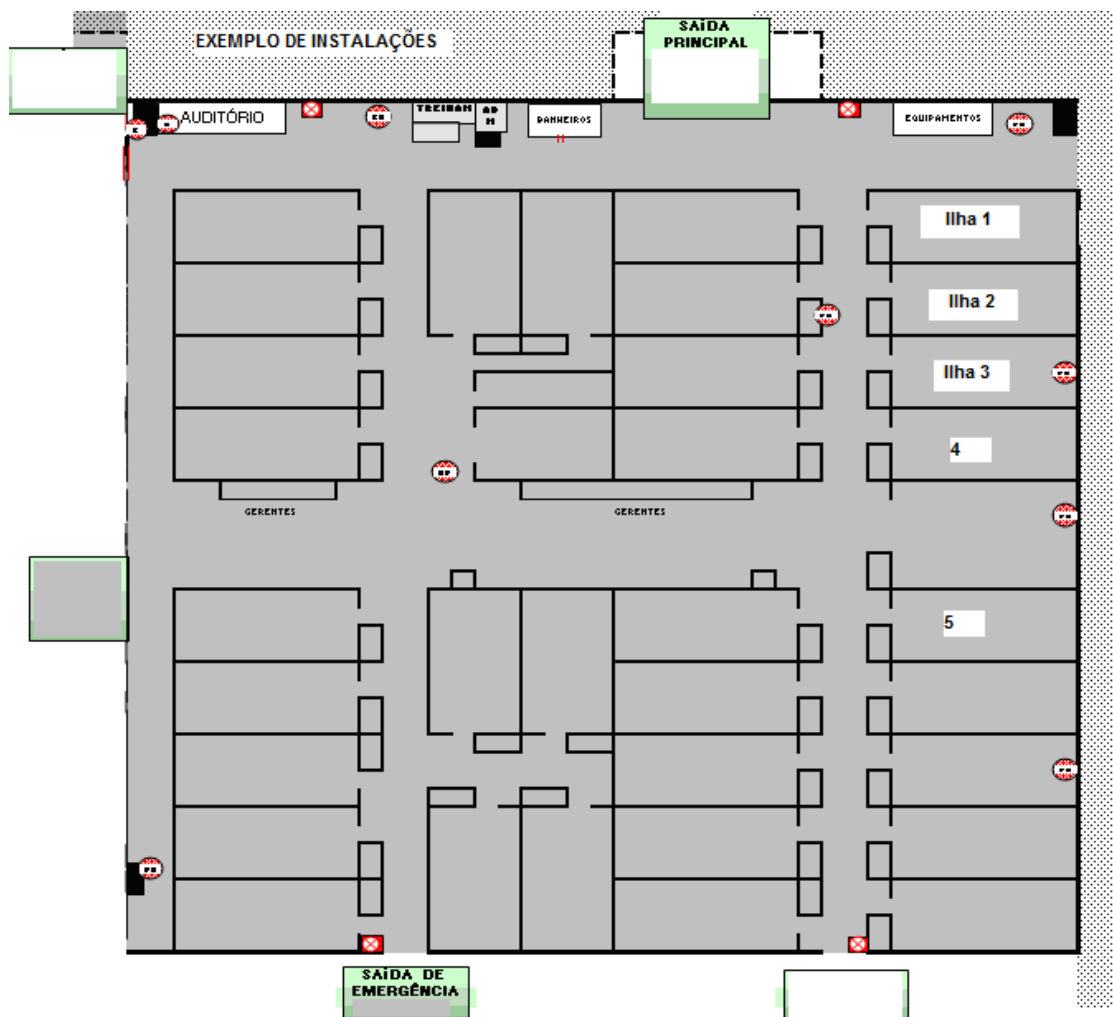 EXEMPLO DE INSTALAÇÕES
SAíDA
PRINCIPAL
AUDITÓRIO
TREINAM
AD
M
BANHEIROS
EQUIPAMENTOS
H
Ilha 1
Ilha 2
Ilha 3
4
GERENTES
GERENTES
5
SAíDA DE
EMERGÊNCIA